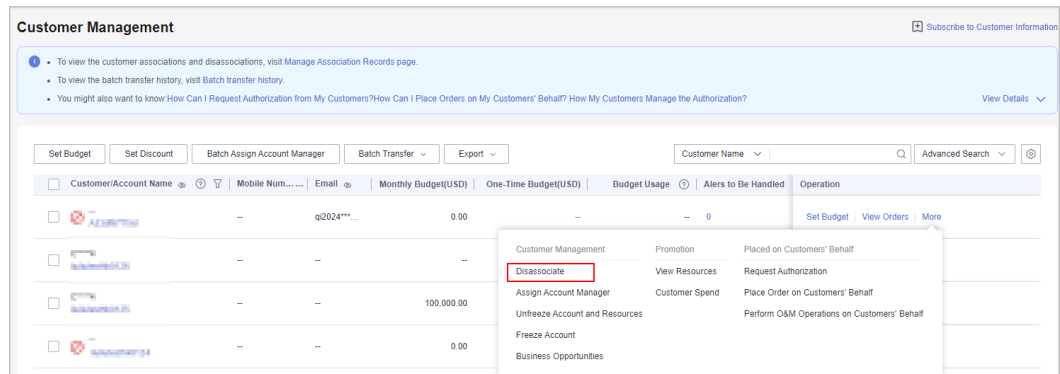 Customer Management
Subscribe to Customer Information
To view the customer associations and disassociations, visit Manage Association Records page.
To view the batch transfer history, visit Batch transfer history.
You might also want to know:How Can I Request Authorization from My Customers?How Can I Place Orders on My Customers' Behalf? How My Customers Manage the Authorization?
View Details
Set Budget Set Discount Batch Assign Account Manager Batch Transfer Export Customer Name Advanced Search
Customer/Account Name Mobile Num... ... Email Monthly Budget(USD) One-Time Budget(USD) Budget Usage Alers to Be Handled Operation
-- qi2024***... 0.00 -- -- 0 Set Budget View Orders More
-- -- --
-- -- 100,000.00
-- -- 0.00
Customer Management Promotion Placed on Customers' Behalf
Disassociate View Resources Request Authorization
Assign Account Manager Customer Spend Place Order on Customers' Behalf
Unfreeze Account and Resources Perform O&M Operations on Customers' Behalf
Freeze Account
Business Opportunities